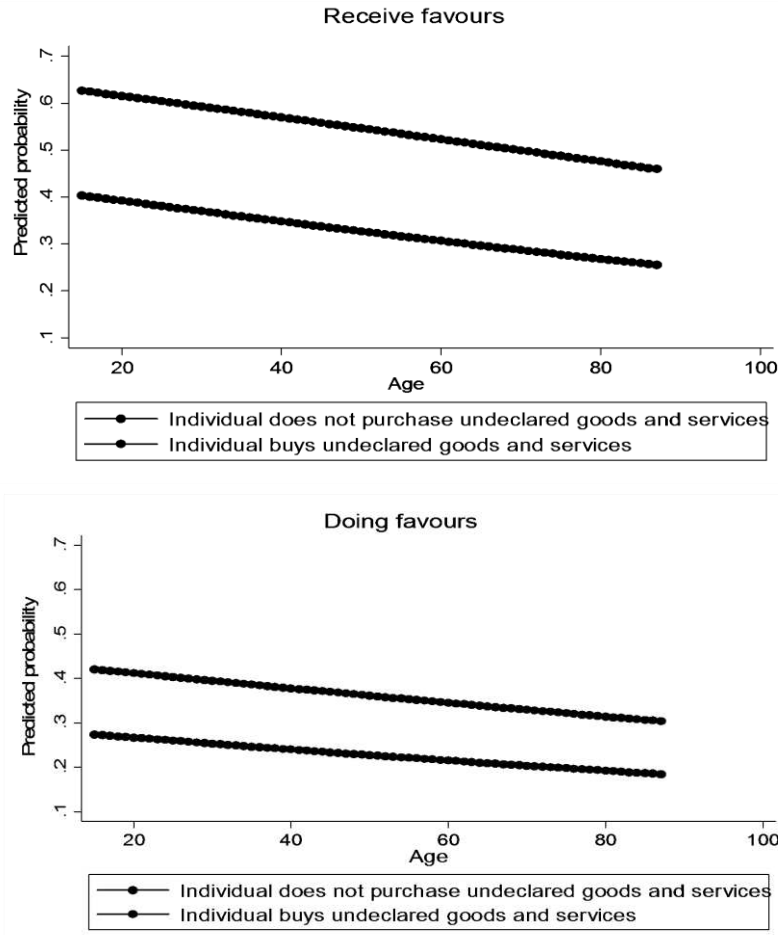 Receive favours
Predicted probability
.7
.6
.5
.4
.3
.2
.1
20 40 60 80 100
Age
Individual does not purchase undeclared goods and services
Individual buys undeclared goods and services
Doing favours
Predicted probability
.7
.6
.5
.4
.3
.2
.1
20 40 60 80 100
Age
Individual does not purchase undeclared goods and services
Individual buys undeclared goods and services